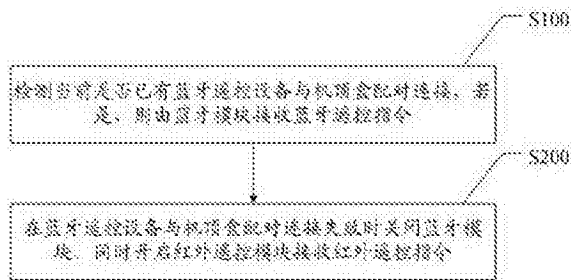 S100
检测当前是否已有蓝牙遥控设备与机顶盒配对连接，若
是，则由蓝牙模块接收蓝牙遥控指令
S200
在蓝牙遥控设备与机顶盒配对连接失败时关闭蓝牙模
块，同时开启红外遥控模块接收红外遥控指令